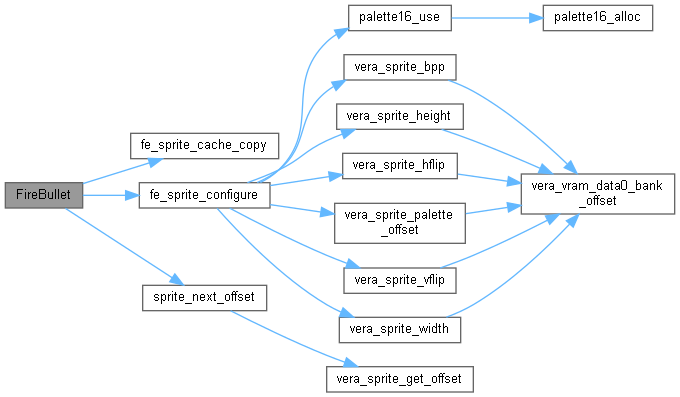 palette16_use
palette16_alloc
vera_sprite_bpp
vera_sprite_height
fe_sprite_cache_copy
vera_sprite_hflip
FireBullet
fe_sprite_configure
vera_vram_data0_bank
_offset
vera_sprite_palette
_offset
vera_sprite_vflip
sprite_next_offset
vera_sprite_width
vera_sprite_get_offset